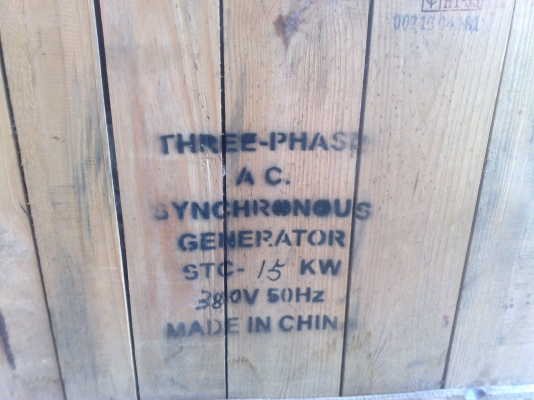 THREE-PHASE
A C.
SYNCHRONOUS
GENERATOR
STC-15 KW
380V 50Hz
MADE IN CHINA